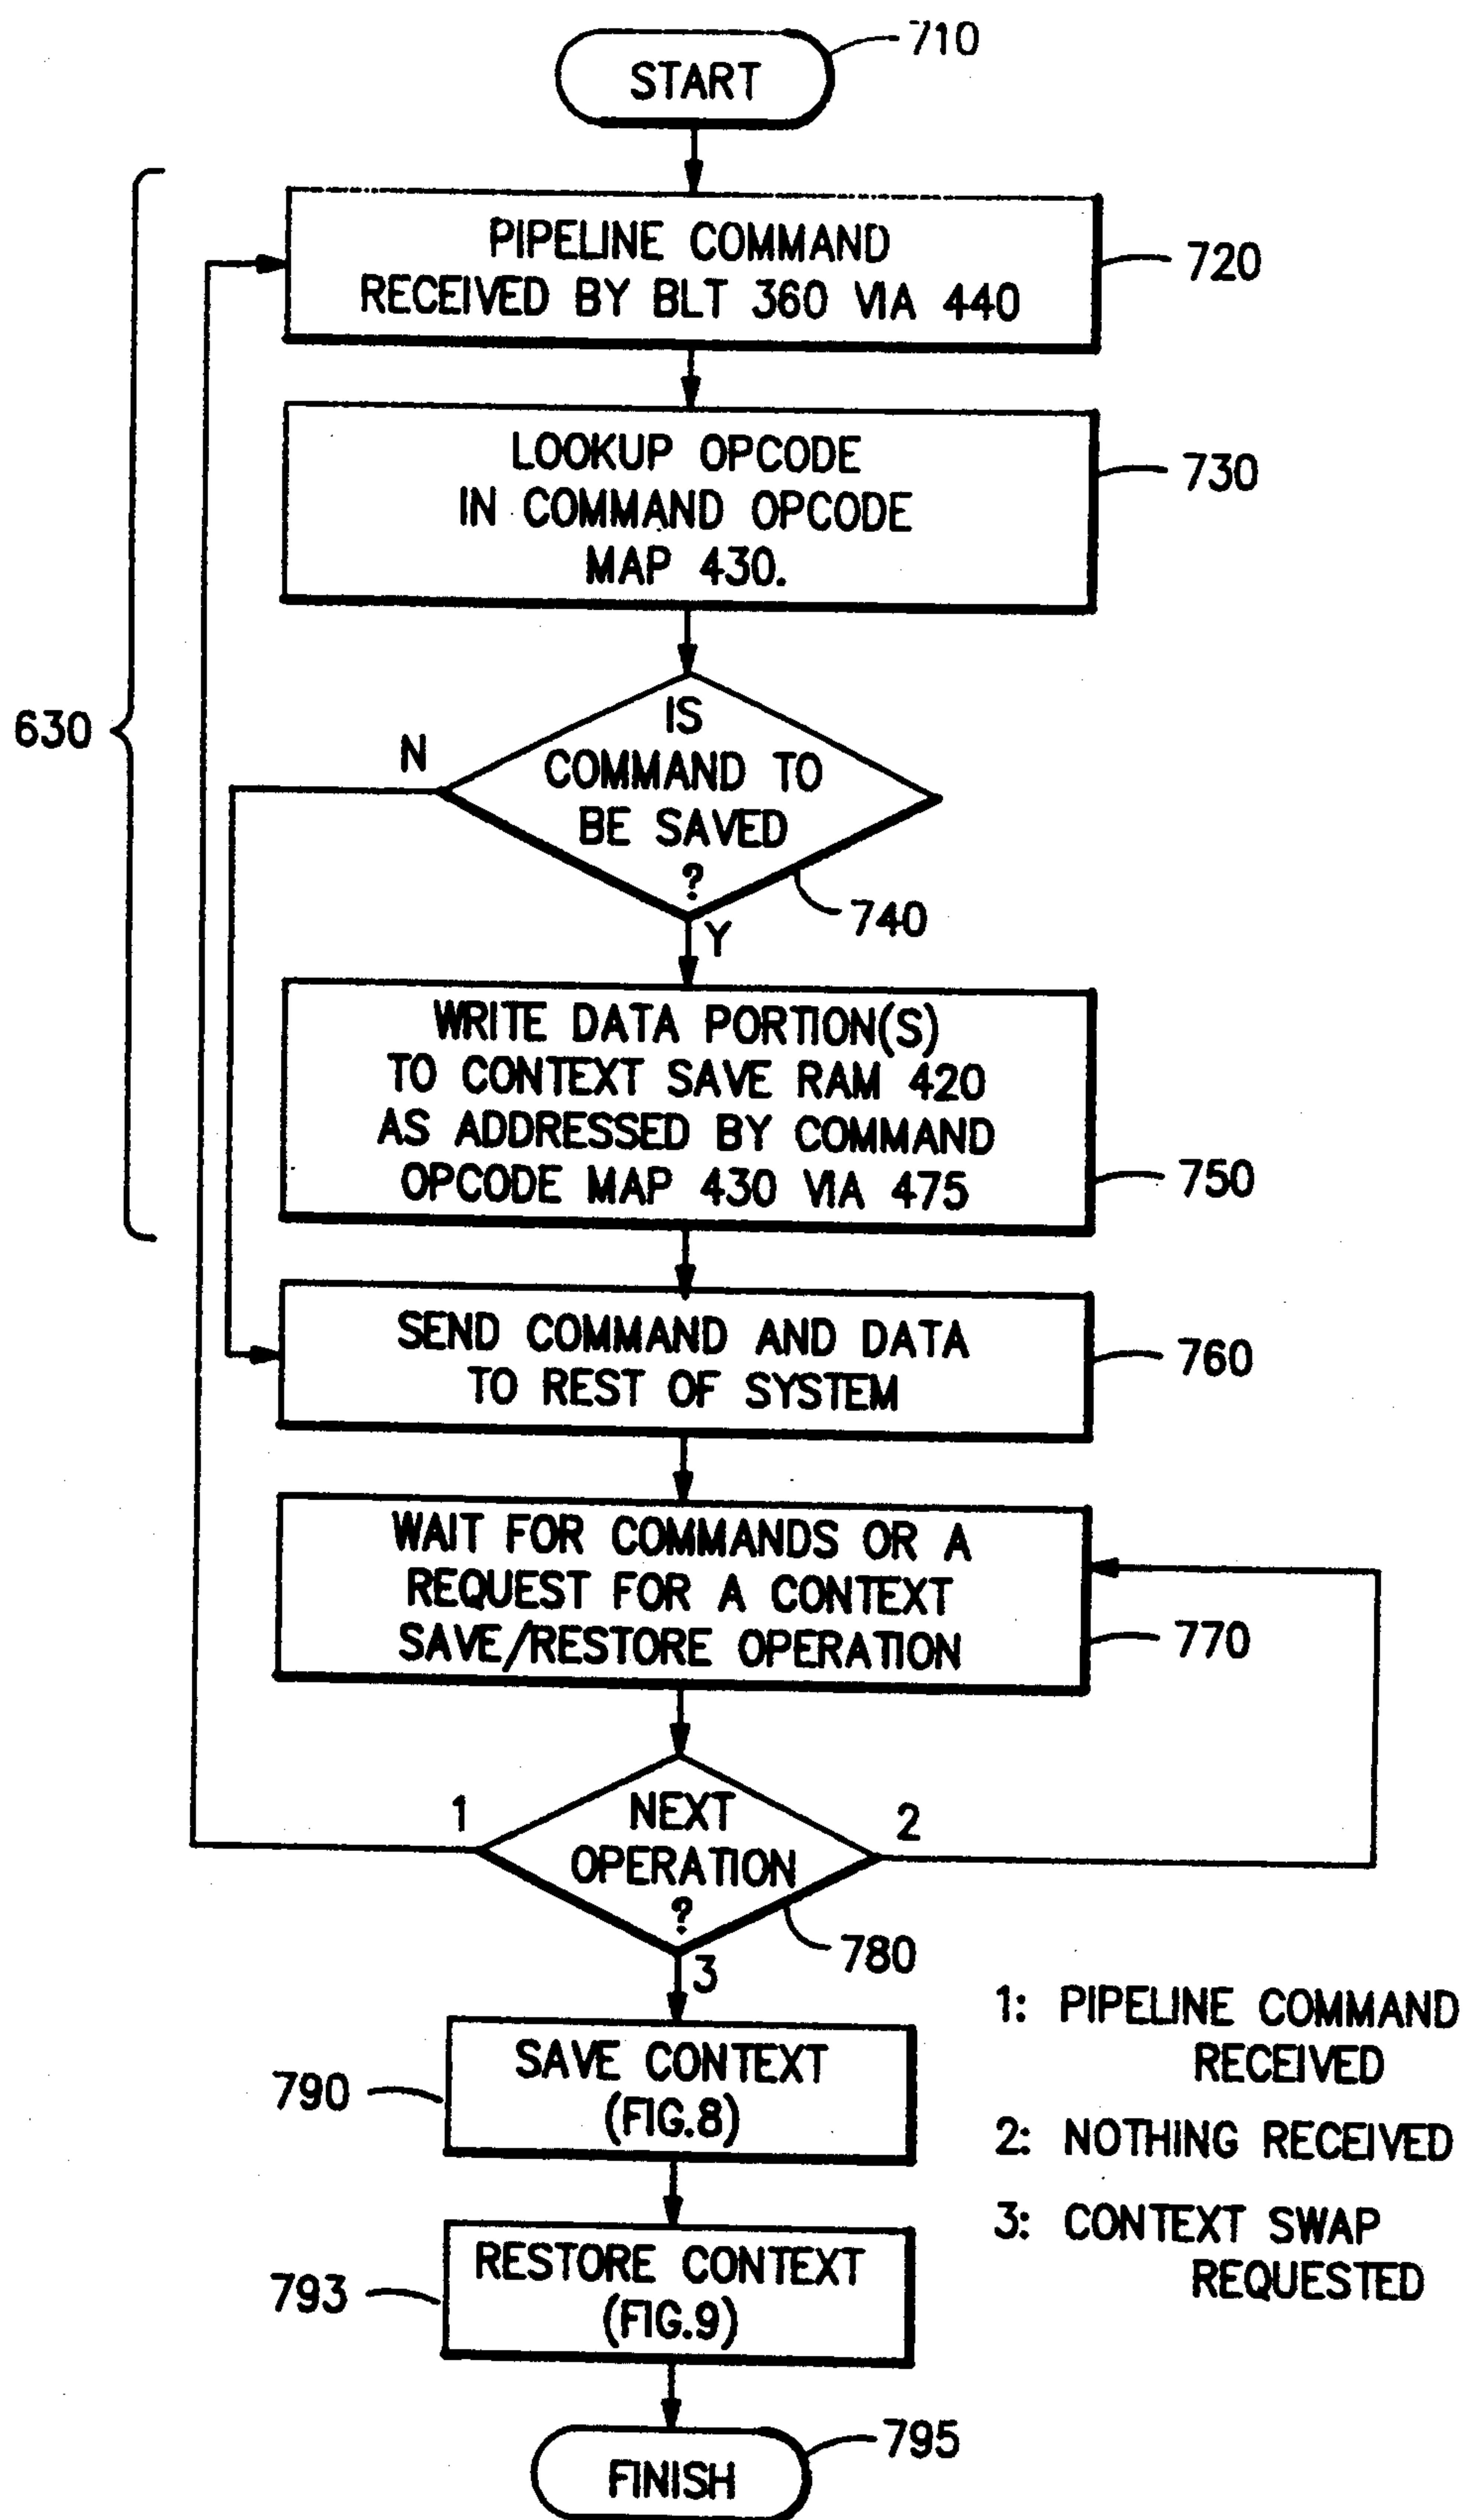 START
710
PIPELINE COMMAND
RECEIVED BY BLT 360 VIA 440
720
LOOKUP OPCODE
IN COMMAND OPCODE
MAP 430.
730
630
N
IS
COMMAND TO
BE SAVED
?
740
Y
WRITE DATA PORTION(S)
TO CONTEXT SAVE RAM 420
AS ADDRESSED BY COMMAND
OPCODE MAP 430 VIA 475
750
SEND COMMAND AND DATA
TO REST OF SYSTEM
760
WAIT FOR COMMANDS OR A
REQUEST FOR A CONTEXT
SAVE/RESTORE OPERATION
770
1
NEXT
OPERATION
?
2
780
3
SAVE CONTEXT
(FIG.8)
790
RESTORE CONTEXT
(FIG.9)
793
FINISH
795
1: PIPELINE COMMAND
RECEIVED
2: NOTHING RECEIVED
3: CONTEXT SWAP
REQUESTED